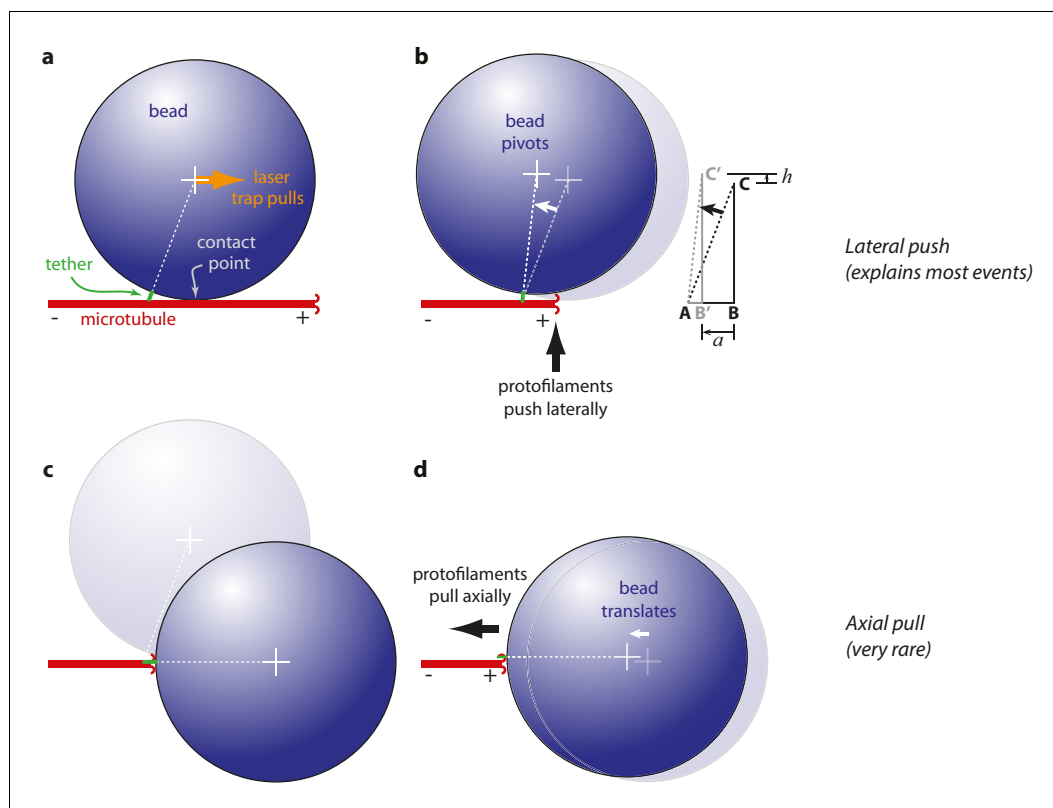 a
bead
laser
trap pulls
contact
point
tether
-
microtubule
+
b
bead
pivots
-
+
protofilaments
push laterally
C'
C
h
A
B'
B
a
Lateral push
(explains most events)
c
d
protofilaments
pull axially
bead
translates
-
+
Axial pull
(very rare)